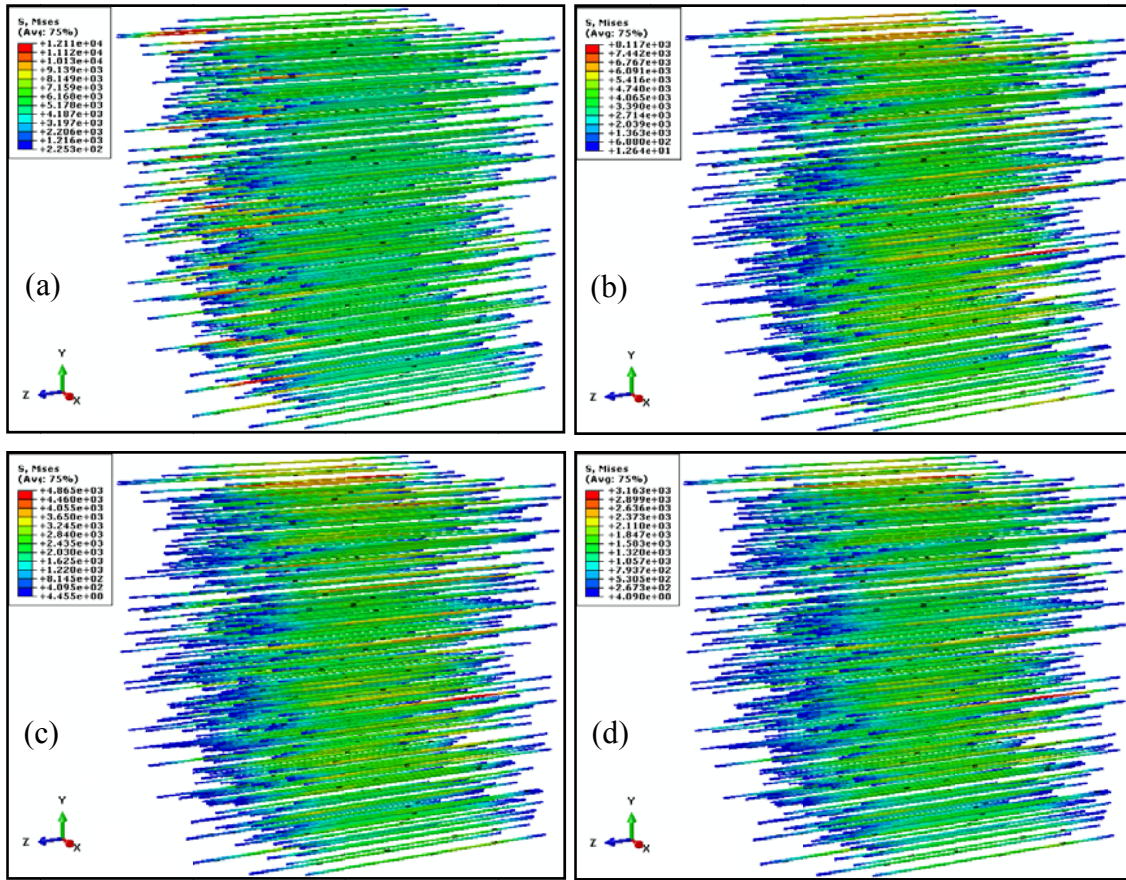 S, Mises
(Avg: 75%)
+1.211e+04
+1.112e+04
+1.013e+04
+9.139e+03
+8.149e+03
+7.159e+03
+6.168e+03
+5.178e+03
+4.187e+03
+3.197e+03
+2.206e+03
+1.216e+03
+2.253e+02
(a)
Y
Z
X
S, Mises
(Avg: 75%)
+8.117e+03
+7.442e+03
+6.767e+03
+6.091e+03
+5.416e+03
+4.740e+03
+4.065e+03
+3.390e+03
+2.714e+03
+2.039e+03
+1.363e+03
+6.880e+02
+1.264e+01
(b)
Y
Z
X
S, Mises
(Avg: 75%)
+4.865e+03
+4.460e+03
+4.055e+03
+3.650e+03
+3.245e+03
+2.840e+03
+2.435e+03
+2.030e+03
+1.625e+03
+1.220e+03
+8.145e+02
+4.095e+02
+4.455e+00
(c)
Y
Z
X
S, Mises
(Avg: 75%)
+3.163e+03
+2.899e+03
+2.636e+03
+2.373e+03
+2.110e+03
+1.847e+03
+1.583e+03
+1.320e+03
+1.057e+03
+7.937e+02
+5.305e+02
+2.673e+02
+4.090e+00
(d)
Y
Z
X